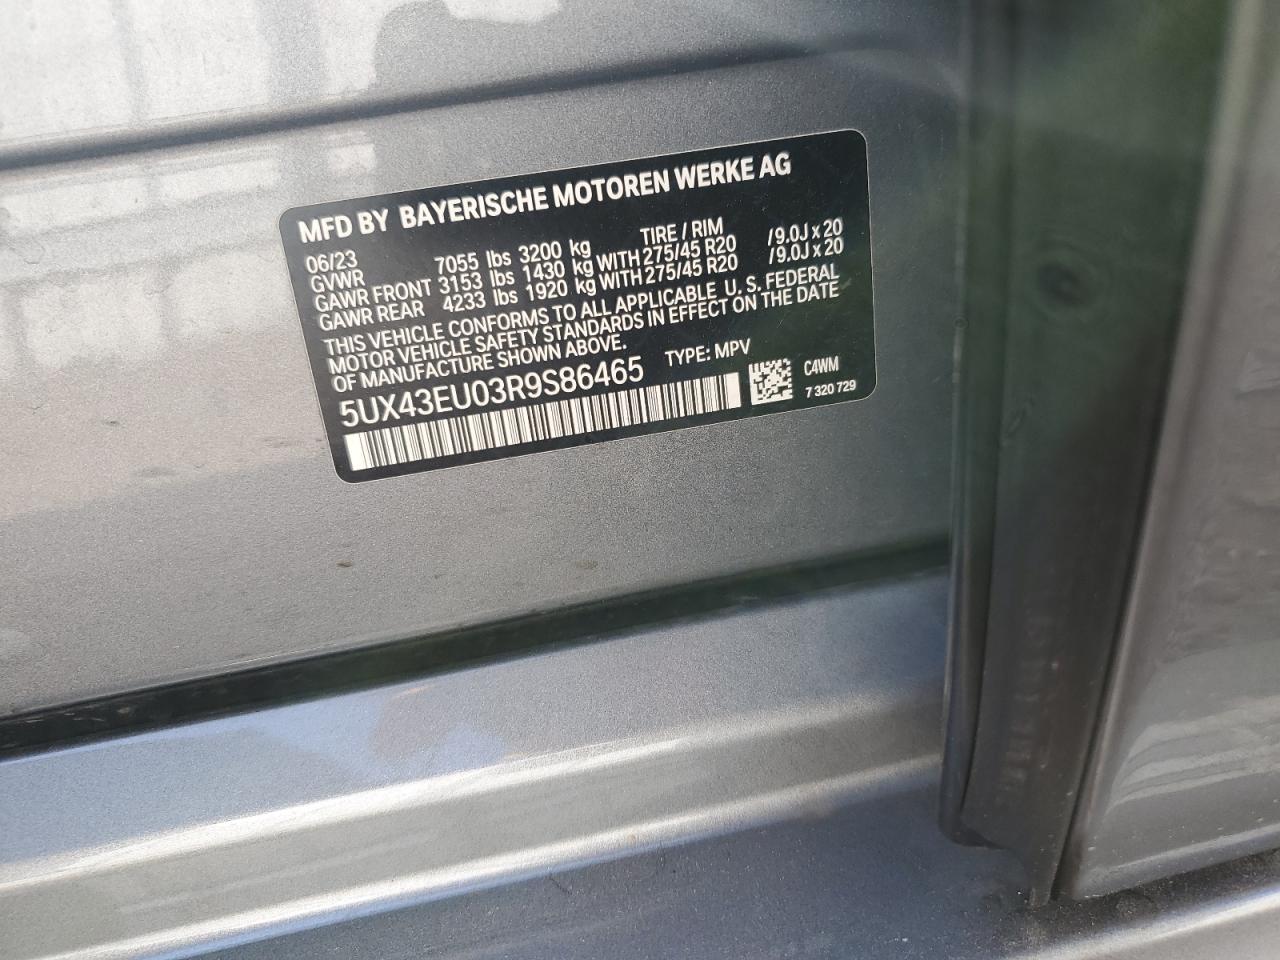 MFD BY BAYERISCHE MOTOREN WERKE AG
06/23 TIRE / RIM
GVWR 7055 lbs 3200 kg
GAWR FRONT 3153 lbs 1430 kg WITH 275/45 R20 /9.0J x 20
GAWR REAR 4233 lbs 1920 kg WITH 275/45 R20 /9.0J x 20
THIS VEHICLE CONFORMS TO ALL APPLICABLE U. S. FEDERAL
MOTOR VEHICLE SAFETY STANDARDS IN EFFECT ON THE DATE
OF MANUFACTURE SHOWN ABOVE.
5UX43EU03R9S86465 TYPE: MPV
C4WM
7 320 729